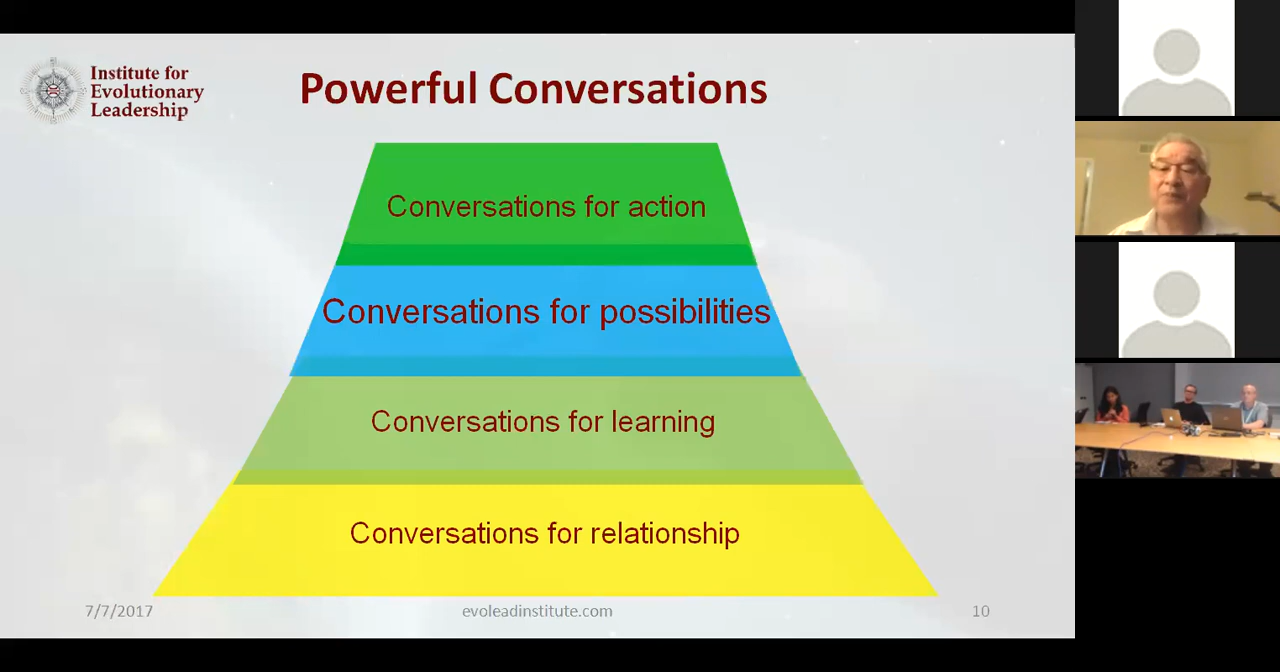 Institute for
Evolutionary
Leadership
Powerful Conversations
Conversations for action
Conversations for possibilities
Conversations for learning
Conversations for relationship
7/7/2017
evoleadinstitute.com
10